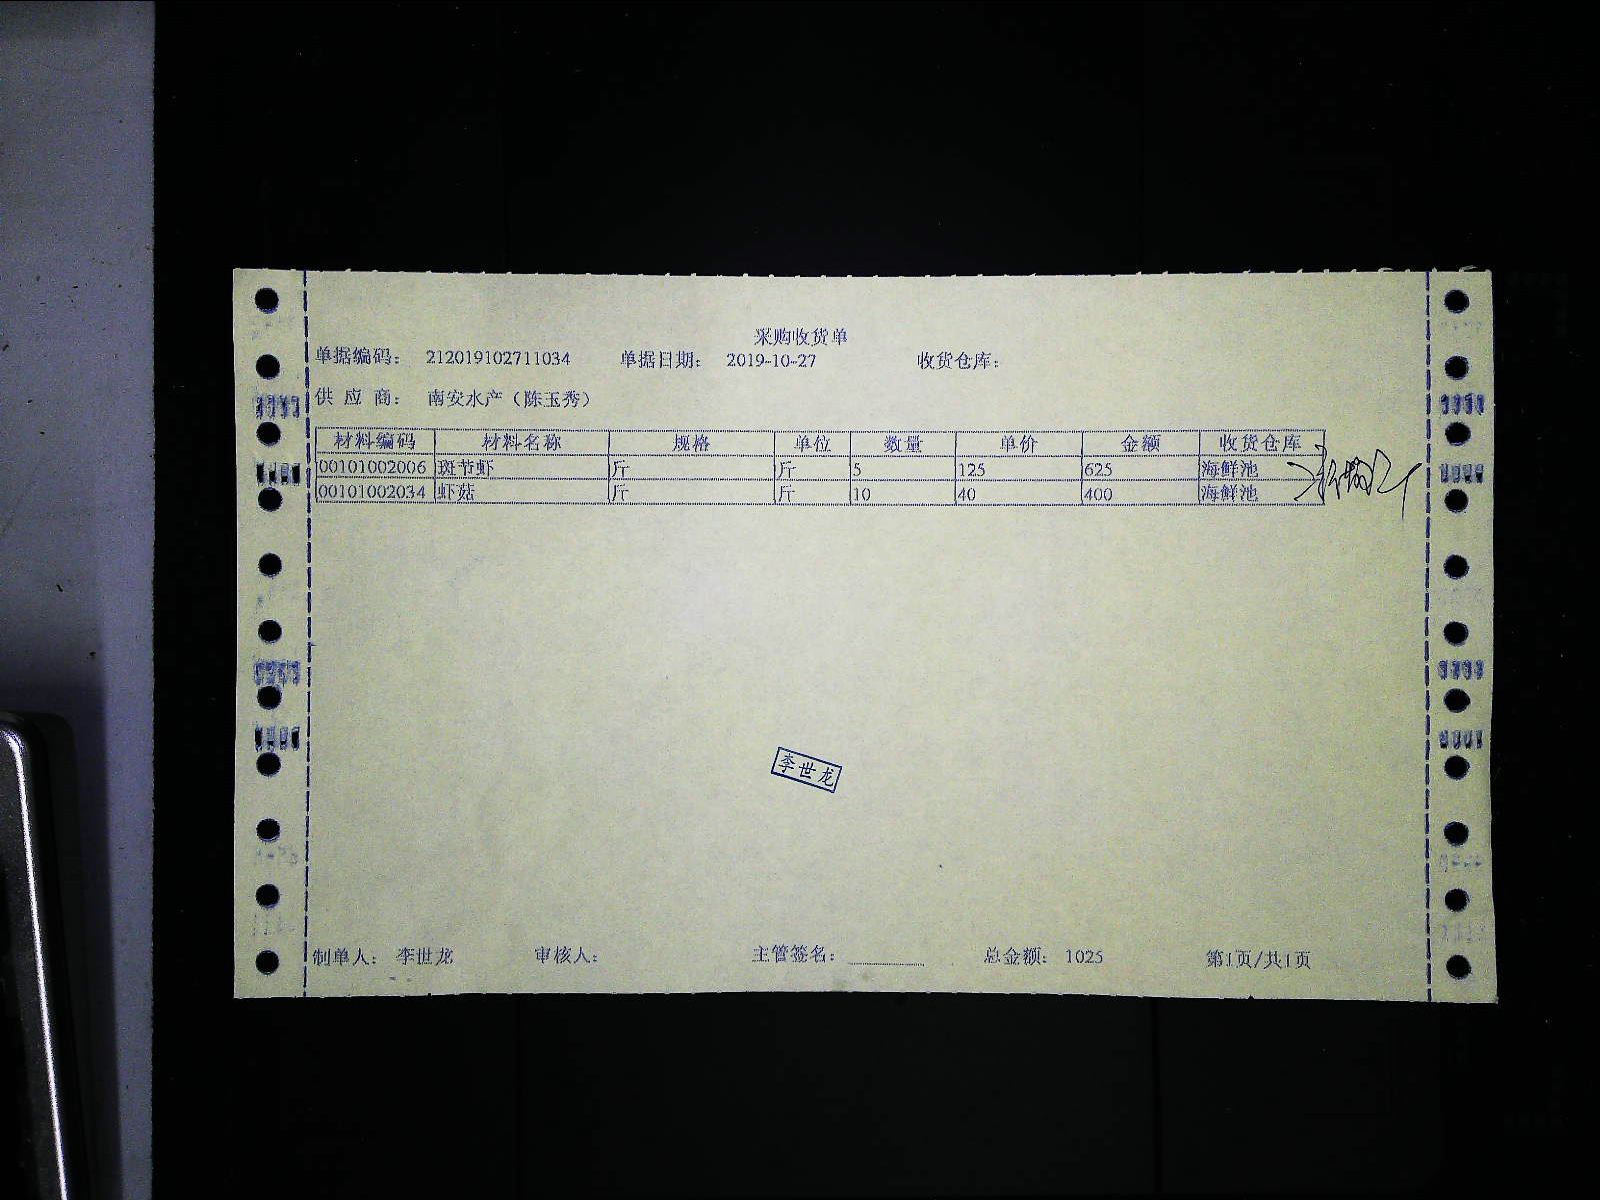 采购收货单
单据编码： 212019102711034 单据日期： 2019-10-27 收货仓库：
供 应 商： 南安水产（陈玉秀）
材料编码 材料名称 规格 单位 数量 单价 金额 收货仓库
00101002006 斑节虾 斤 斤 5 125 625 海鲜池
00101002034 虾菇 斤 斤 10 40 400 海鲜池
李世龙
制单人： 李世龙 审核人： 主管签名： 总金额： 1025 第1页/共1页